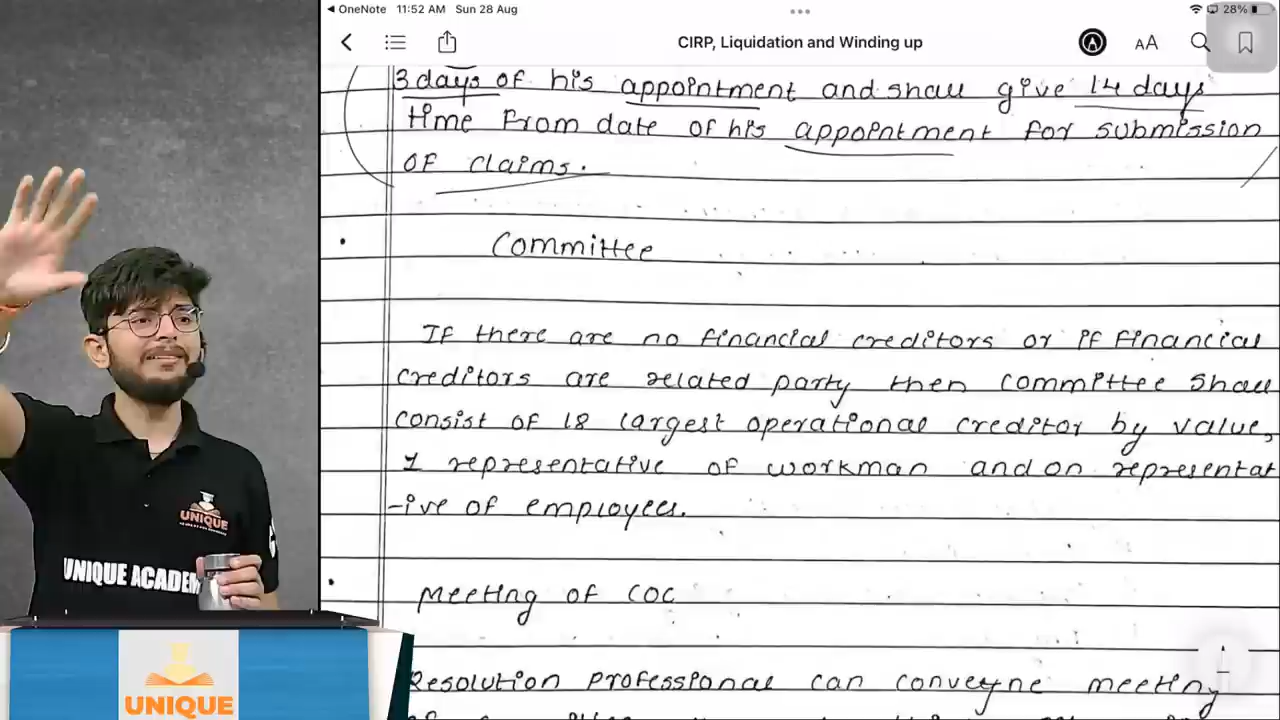 OneNote 11:52 AM Sun 28 Aug 28%
CIRP, Liquidation and Winding up
AA
3 days of his appointment and shall give 14 days
time from date of his appointment for submission
of claims.
Committee
If there are no financial creditors or if financial
creditors are related party then committee shall
consist of 18 largest operational creditor by value,
1 representative of workman and on representat
-ive of employees.
Meeting of COC
Resolution professional can conveyne meeting
UNIQUE
UNIQUE ACADEM
UNIQUE